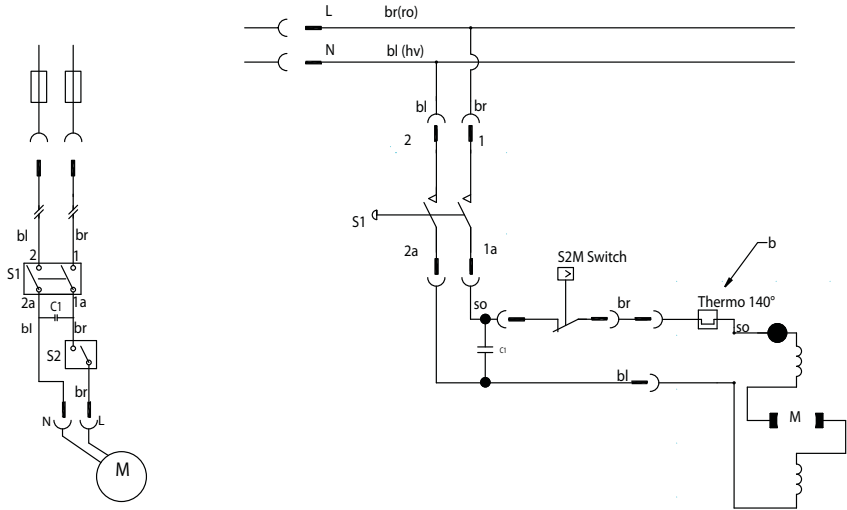 L br(ro)
N bl (hv)
bl br
2 1
S1
2a 1a
so
S2M Switch
br
b
Thermo 140°
so
C1
bl
M
bl br
2 1
S1
2a C1 1a
bl br
S2
br
N L
M